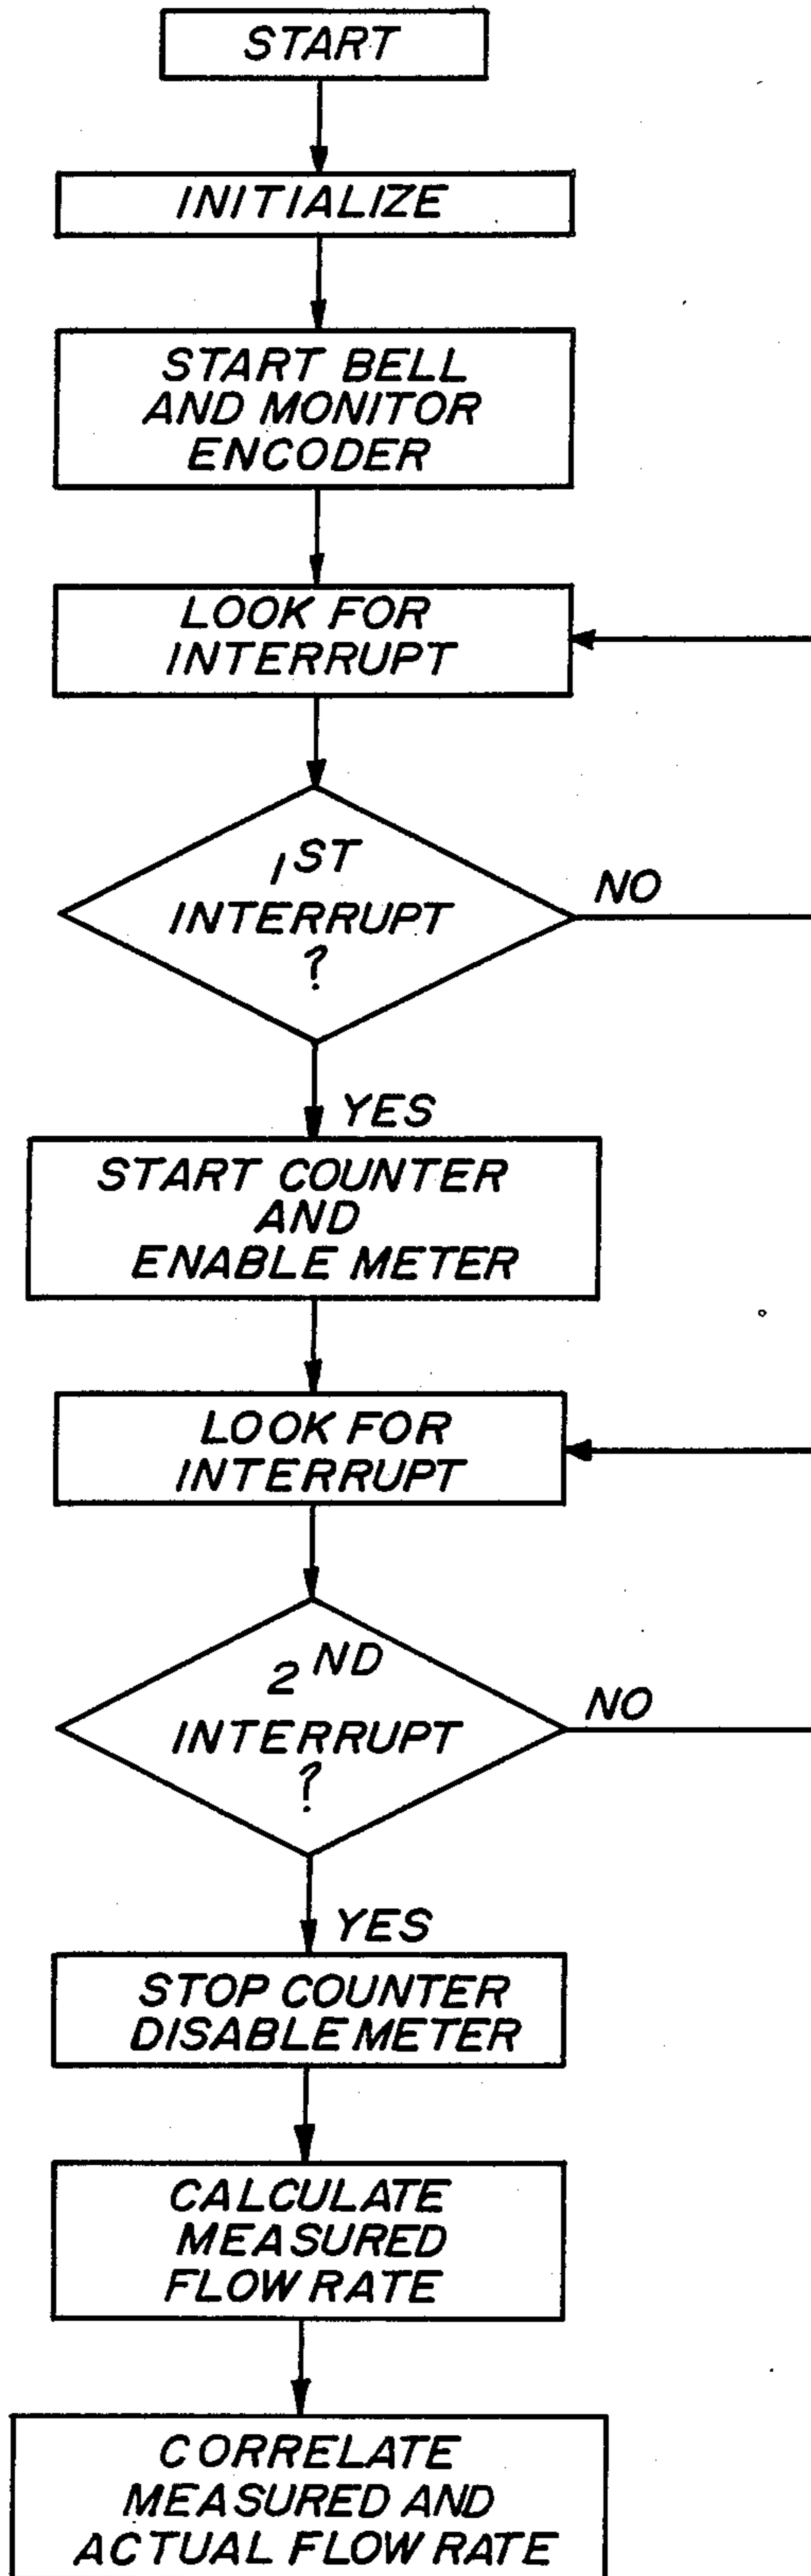 START
INITIALIZE
START BELL
AND MONITOR
ENCODER
LOOK FOR
INTERRUPT
1ST
INTERRUPT
?
NO
YES
START COUNTER
AND
ENABLE METER
LOOK FOR
INTERRUPT
2ND
INTERRUPT
?
NO
YES
STOP COUNTER
DISABLE METER
CALCULATE
MEASURED
FLOW RATE
CORRELATE
MEASURED AND
ACTUAL FLOW RATE